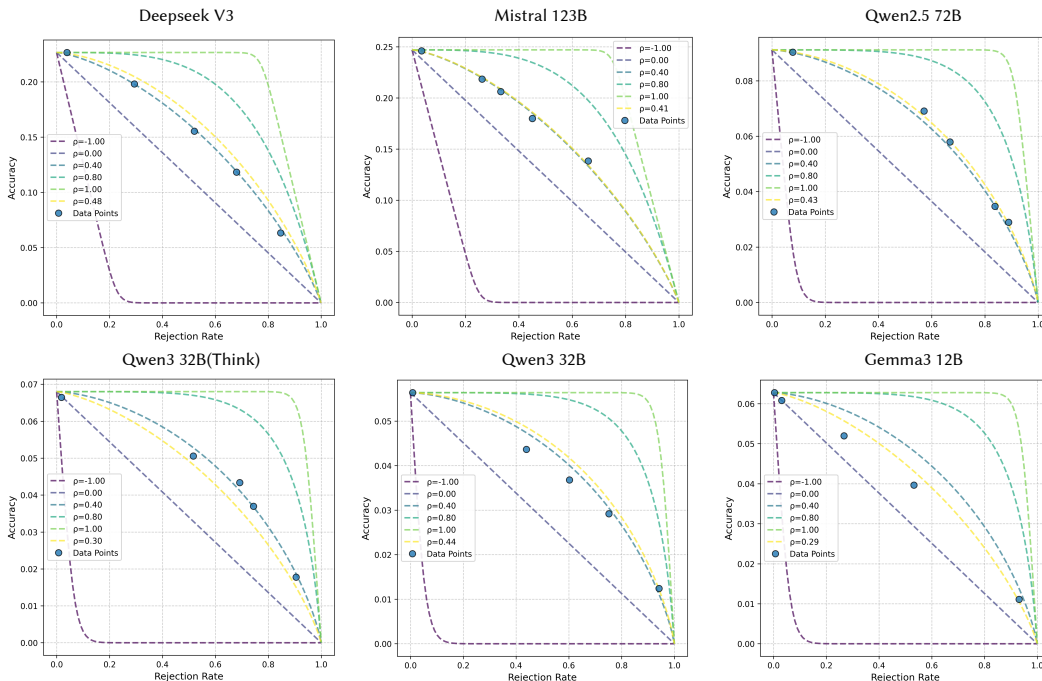 Deepseek V3
0.20
0.15
0.10
0.05
0.00
Accuracy
ρ=-1.00
ρ=0.00
ρ=0.40
ρ=0.80
ρ=1.00
ρ=0.48
Data Points
0.0 0.2 0.4 0.6 0.8 1.0
Rejection Rate
Mistral 123B
0.25
0.20
0.15
0.10
0.05
0.00
Accuracy
ρ=-1.00
ρ=0.00
ρ=0.40
ρ=0.80
ρ=1.00
ρ=0.41
Data Points
0.0 0.2 0.4 0.6 0.8 1.0
Rejection Rate
Qwen2.5 72B
0.08
0.06
0.04
0.02
0.00
Accuracy
ρ=-1.00
ρ=0.00
ρ=0.40
ρ=0.80
ρ=1.00
ρ=0.43
Data Points
0.0 0.2 0.4 0.6 0.8 1.0
Rejection Rate
Qwen3 32B(Think)
0.07
0.06
0.05
0.04
0.03
0.02
0.01
0.00
Accuracy
ρ=-1.00
ρ=0.00
ρ=0.40
ρ=0.80
ρ=1.00
ρ=0.30
Data Points
0.0 0.2 0.4 0.6 0.8 1.0
Rejection Rate
Qwen3 32B
0.05
0.04
0.03
0.02
0.01
0.00
Accuracy
ρ=-1.00
ρ=0.00
ρ=0.40
ρ=0.80
ρ=1.00
ρ=0.44
Data Points
0.0 0.2 0.4 0.6 0.8 1.0
Rejection Rate
Gemma3 12B
0.06
0.05
0.04
0.03
0.02
0.01
0.00
Accuracy
ρ=-1.00
ρ=0.00
ρ=0.40
ρ=0.80
ρ=1.00
ρ=0.29
Data Points
0.0 0.2 0.4 0.6 0.8 1.0
Rejection Rate